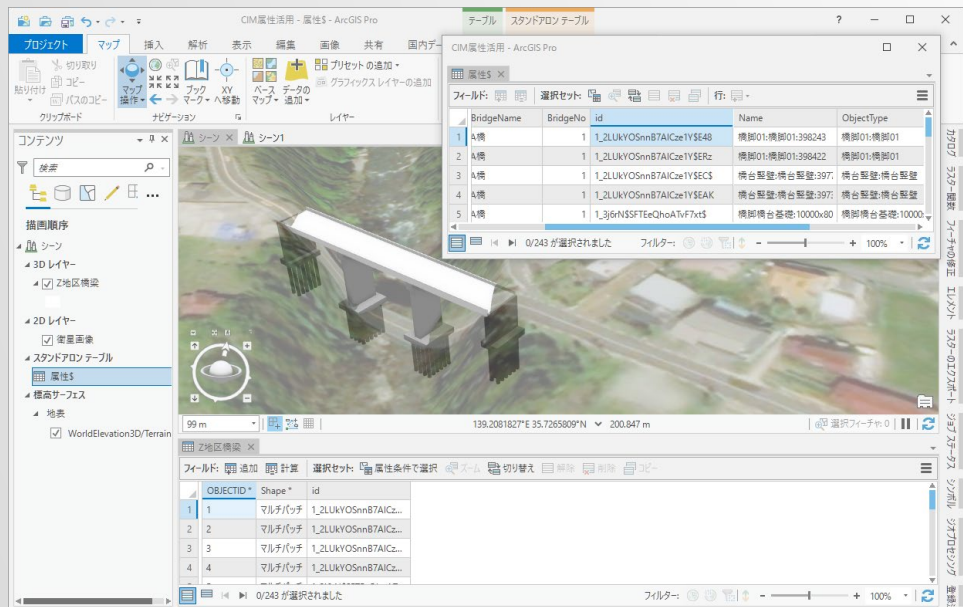 CIM属性活用 - 属性$ - ArcGIS Pro
テーブル スタンドアロン テーブル
?
プロジェクト マップ 挿入 解析 表示 編集 画像 共有 国内デー
貼り付け
切り取り
コピー
パスのコピー
クリップボード
マップ操作
ブックマーク
XYへ移動
ナビゲーション
ベースマップ
データの追加
プリセットの追加
グラフィックス レイヤーの追加
レイヤー
コンテンツ
検索
描画順序
シーン
3D レイヤー
Z地区橋梁
2D レイヤー
衛星画像
スタンドアロン テーブル
属性$
標高サーフェス
地表
WorldElevation3D/Terrain
シーン シーン1
CIM属性活用 - ArcGIS Pro
属性$
フィールド: 選択セット: 行:
BridgeName BridgeNo id Name ObjectType
1 A橋 1 1_2LUkYOSnnB7AICze1Y$E48 橋脚01:橋脚01:398243 橋脚01:橋脚01
2 A橋 1 1_2LUkYOSnnB7AICze1Y$ERz 橋脚01:橋脚01:398422 橋脚01:橋脚01
3 A橋 1 1_2LUkYOSnnB7AICze1Y$EC$ 橋台竪壁:橋台竪壁:397 橋台竪壁:橋台竪壁
4 A橋 1 1_2LUkYOSnnB7AICze1Y$EAK 橋台竪壁:橋台竪壁:397 橋台竪壁:橋台竪壁
5 A橋 1 1_3j6rN$SFTEeQhoATvF7xt$ 橋脚橋台基礎:10000x80 橋脚橋台基礎:10000
0/243 が選択されました フィルター: - + 100%
99 m 139.2081827°E 35.7265809°N 200.847 m 選択フィーチャ: 0
Z地区橋梁
フィールド: 追加 計算 選択セット: 属性条件で選択 ズーム 切り替え 解除 削除 コピー
OBJECTID * Shape * id
1 1 マルチパッチ 1_2LUkYOSnnB7AICz...
2 2 マルチパッチ 1_2LUkYOSnnB7AICz...
3 3 マルチパッチ 1_2LUkYOSnnB7AICz...
4 4 マルチパッチ 1_2LUkYOSnnB7AICz...
0/243 が選択されました フィルター: - + 100%
カタログ
ラスター関数
フィーチャの修正
エレメント
ラスターのエクスポート
ジョブ ステータス
シンボル
ジオプロセシング